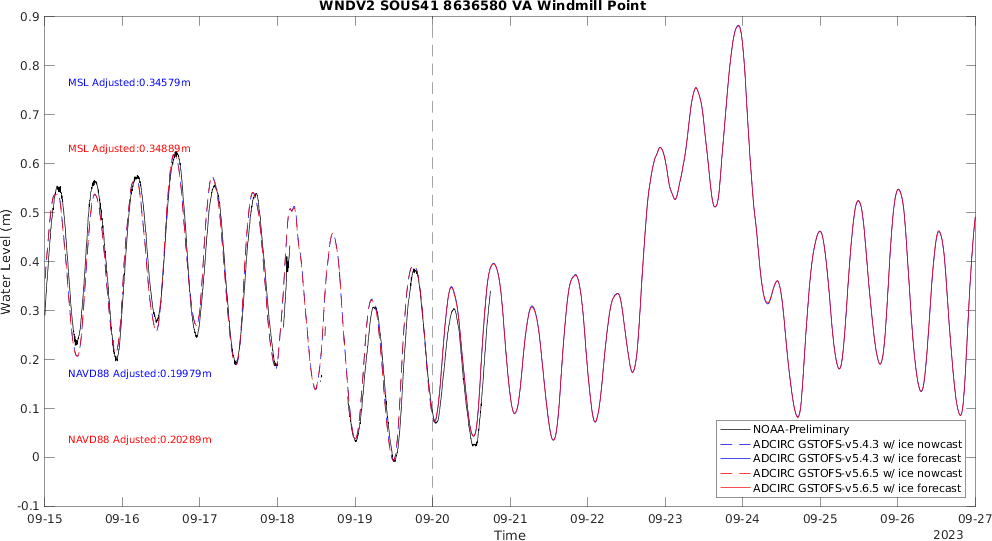 WNDV2 SOUS41 8636580 VA Windmill Point
0.9
0.8
0.7
0.6
0.5
0.4
0.3
0.2
0.1
0
-0.1
Water Level (m)
MSL Adjusted:0.34579m
MSL Adjusted:0.34889m
NAVD88 Adjusted:0.19979m
NAVD88 Adjusted:0.20289m
NOAA-Preliminary
ADCIRC GSTOFS-v5.4.3 w/ ice nowcast
ADCIRC GSTOFS-v5.4.3 w/ ice forecast
ADCIRC GSTOFS-v5.6.5 w/ ice nowcast
ADCIRC GSTOFS-v5.6.5 w/ ice forecast
09-15 09-16 09-17 09-18 09-19 09-20 09-21 09-22 09-23 09-24 09-25 09-26 09-27
Time
2023